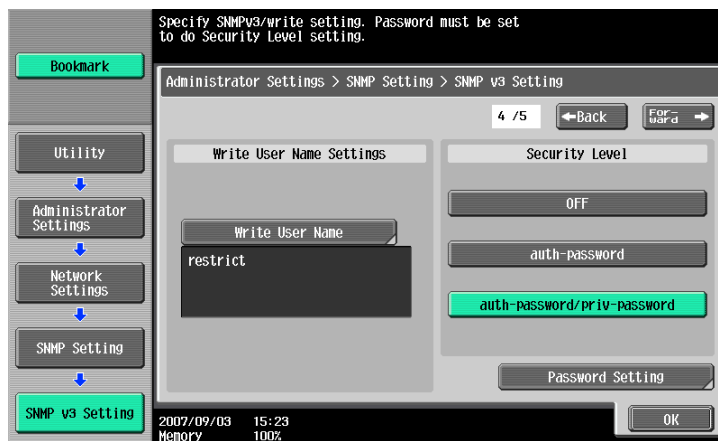 Specify SNMPv3/write setting. Password must be set
to do Security Level setting.
Bookmark
Administrator Settings > SNMP Setting > SNMP v3 Setting
4 /5
Back
For-
ward
Utility
Administrator
Settings
Network
Settings
SNMP Setting
SNMP v3 Setting
Write User Name Settings
Write User Name
restrict
Security Level
OFF
auth-password
auth-password/priv-password
Password Setting
2007/09/03 15:23
Memory 100%
OK